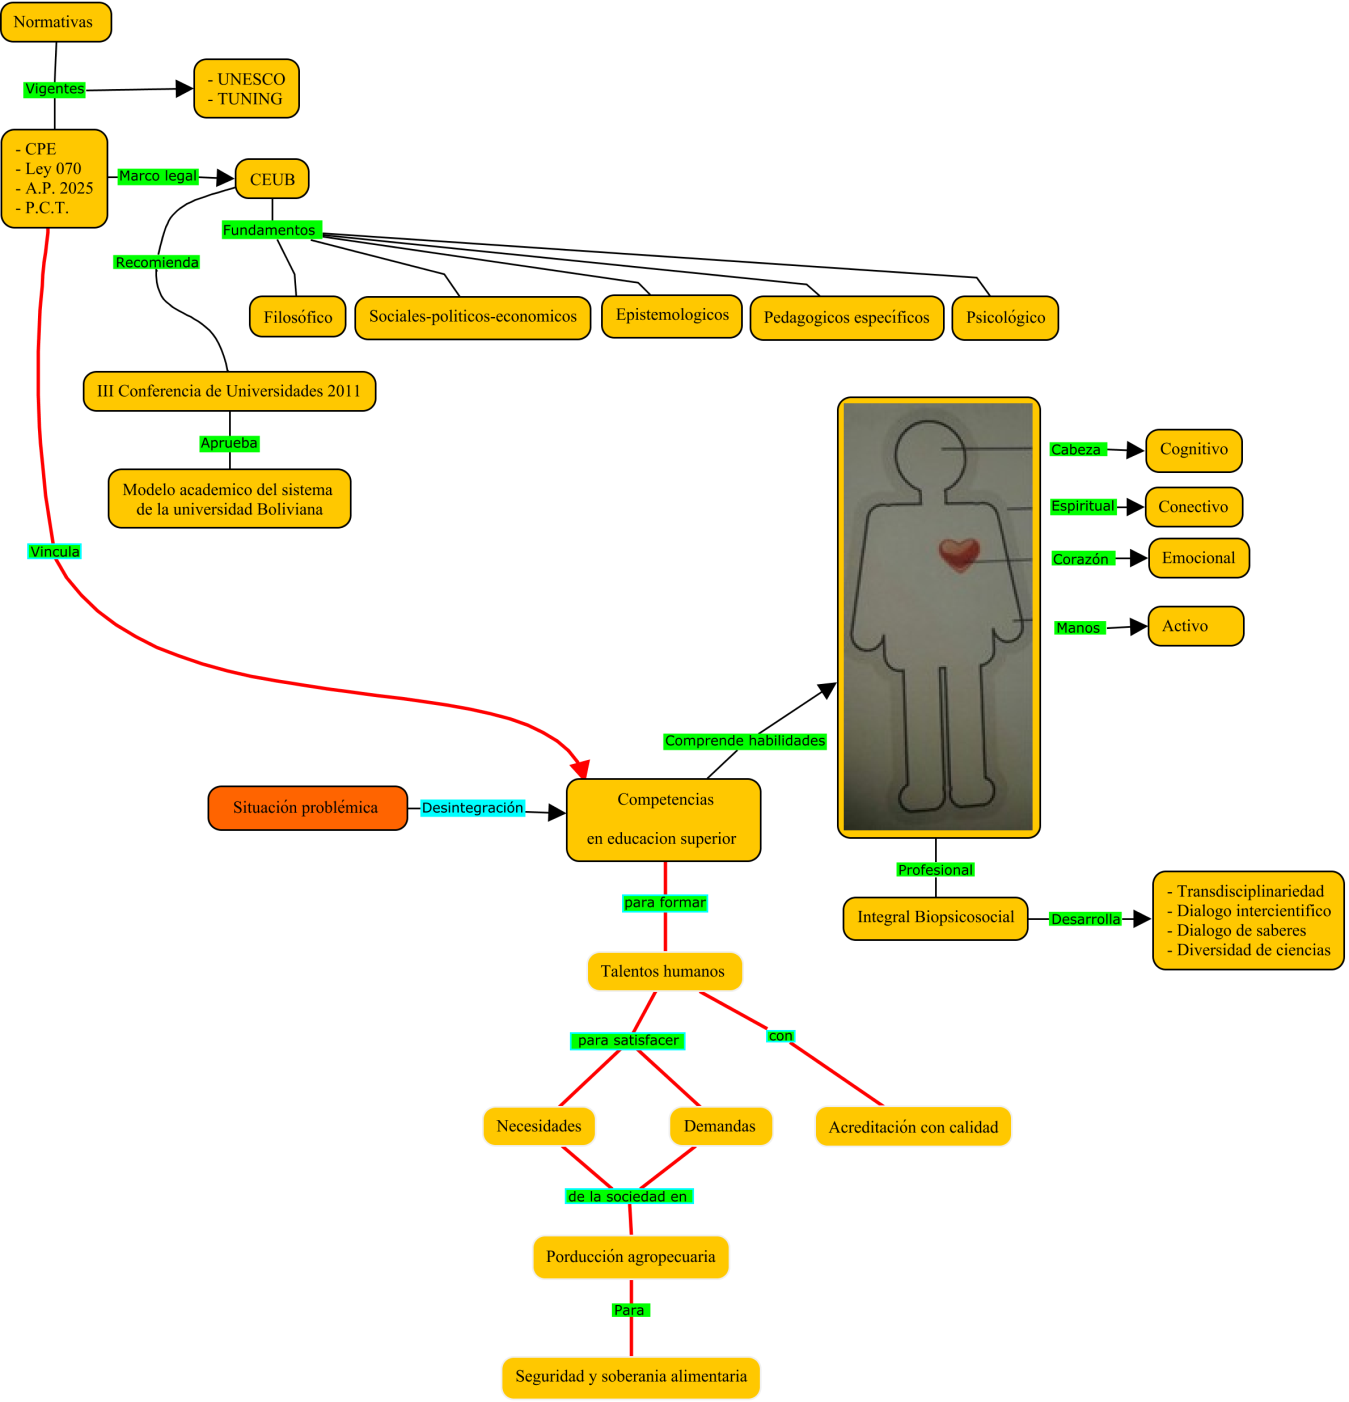 Normativas
Vigentes
- UNESCO
- TUNING
- CPE
- Ley 070
- A.P. 2025
- P.C.T.
Marco legal
CEUB
Fundamentos
Recomienda
Filosófico
Sociales-politicos-economicos
Epistemologicos
Pedagogicos específicos
Psicológico
III Conferencia de Universidades 2011
Aprueba
Modelo academico del sistema
de la universidad Boliviana
Vincula
Cabeza
Cognitivo
Espiritual
Conectivo
Corazón
Emocional
Manos
Activo
Comprende habilidades
Situación problémica
Desintegración
Competencias
en educacion superior
Profesional
Integral Biopsicosocial
Desarrolla
- Transdisciplinariedad
- Dialogo intercientifico
- Dialogo de saberes
- Diversidad de ciencias
para formar
Talentos humanos
para satisfacer
con
Necesidades
Demandas
Acreditación con calidad
de la sociedad en
Porducción agropecuaria
Para
Seguridad y soberania alimentaria